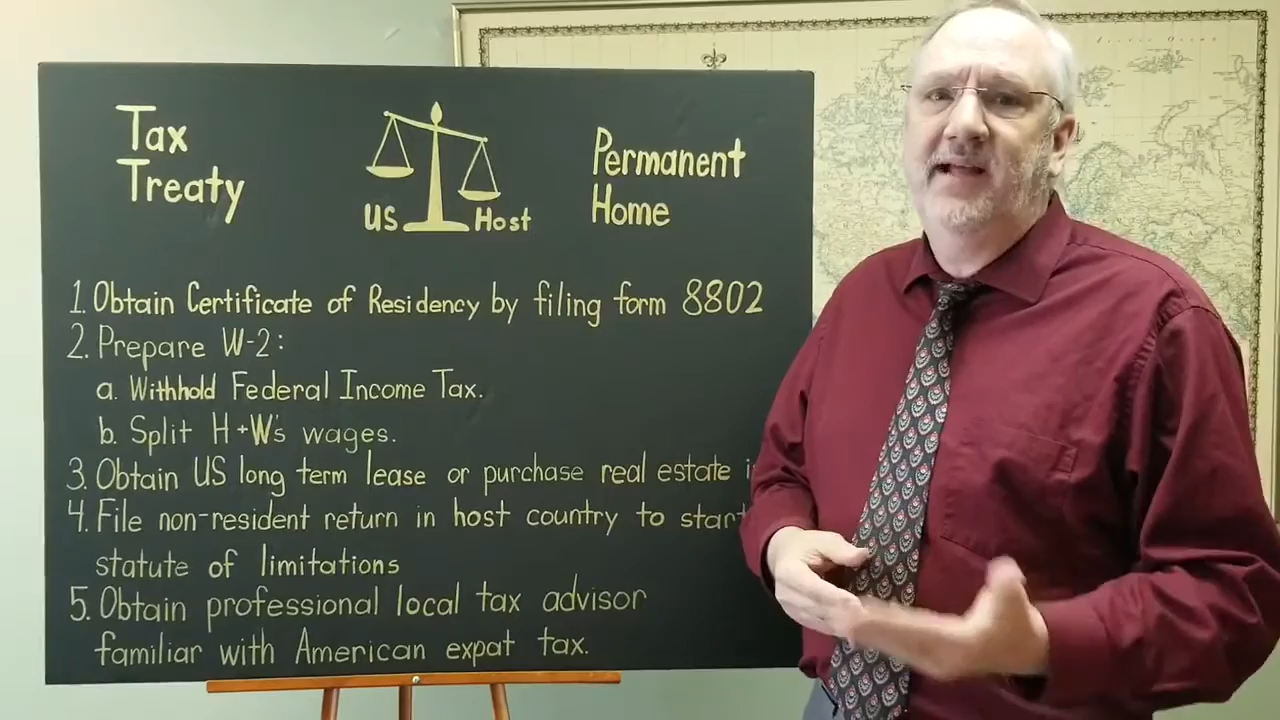 Tax
Treaty
US
Host
Permanent
Home
1. Obtain Certificate of Residency by filing form 8802
2. Prepare W-2:
a. Withhold Federal Income Tax.
b. Split H+W's wages.
3. Obtain US long term lease or purchase real estate
4. File non-resident return in host country to start
statute of limitations
5. Obtain professional local tax advisor
familiar with American expat tax.